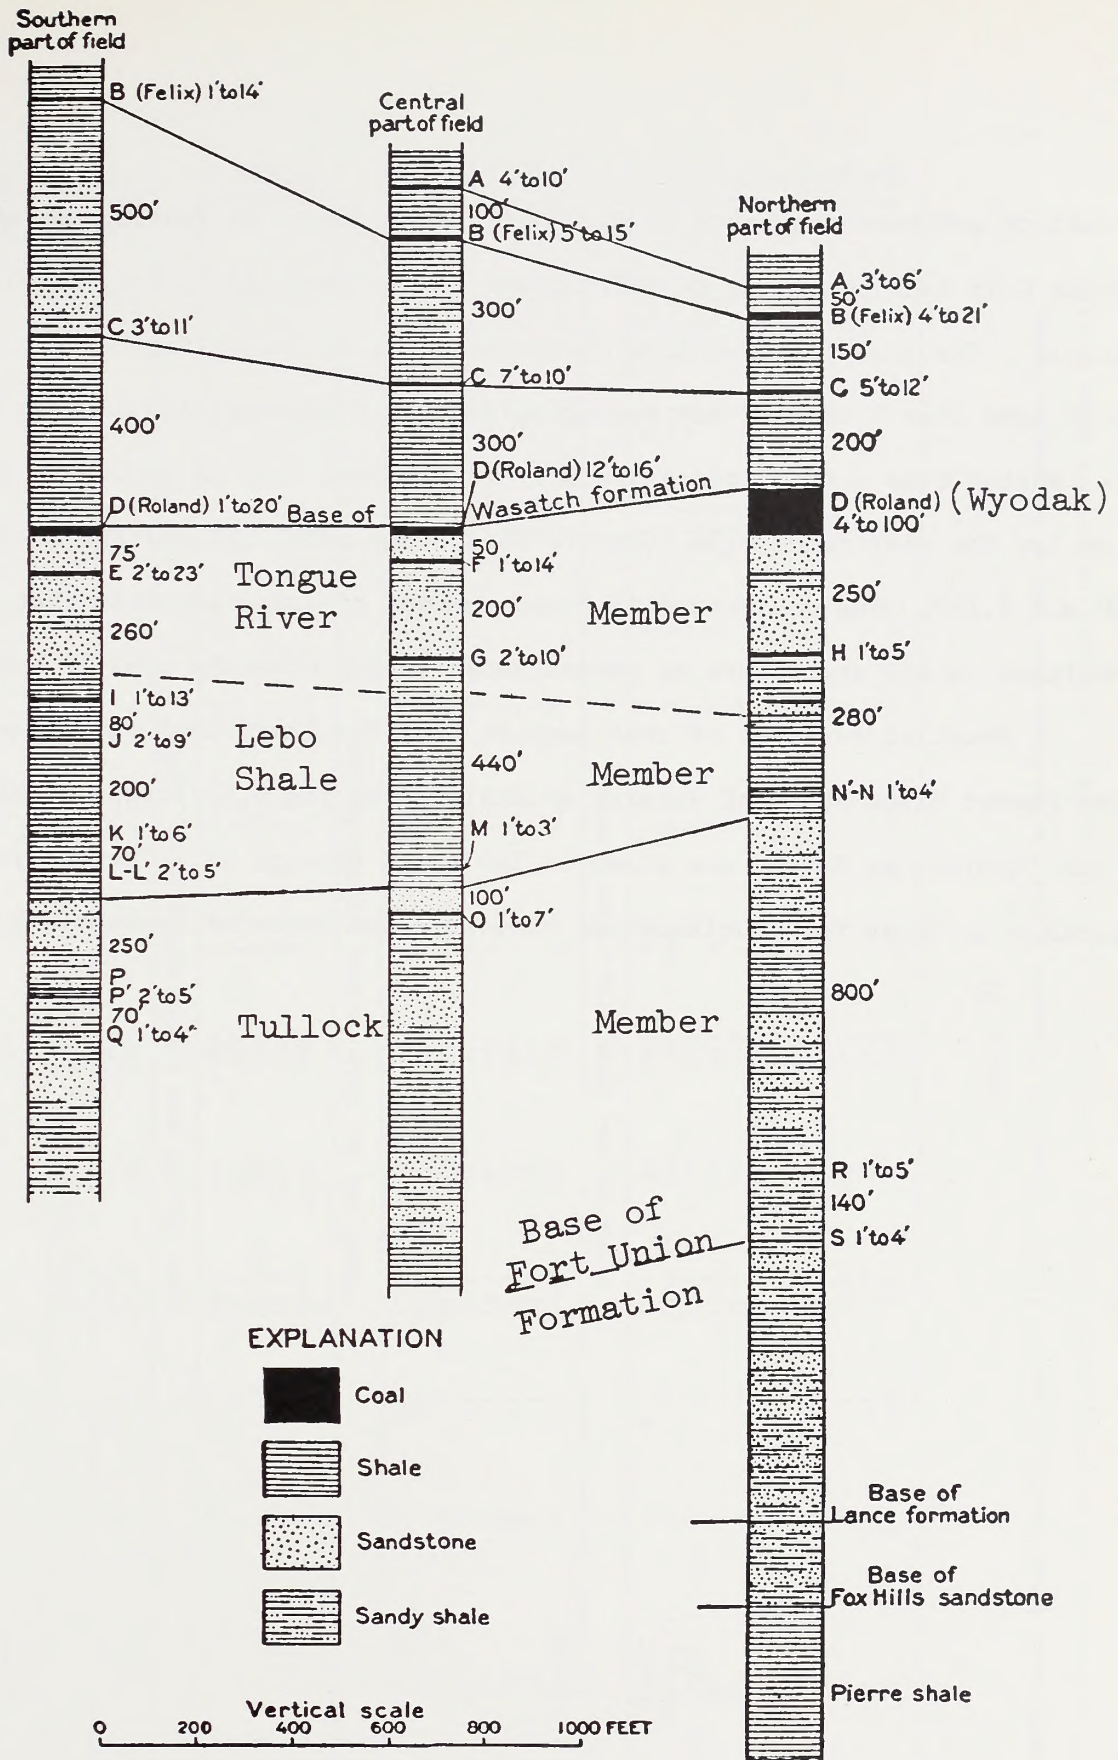 Southern
part of field
B (Felix) 1' to 14'
500'
C 3' to 11'
400'
D (Roland) 1' to 20'
75'
E 2' to 23'
260'
I 1' to 13'
80'
J 2' to 9'
200'
K 1' to 6'
70'
L-L' 2' to 5'
250'
P
P' 2' to 5'
70'
Q 1' to 4'
Central
part of field
A 4' to 10'
100'
B (Felix) 5' to 15'
300'
C 7' to 10'
300'
D (Roland) 12' to 16'
Base of Wasatch formation
50
F 1' to 14'
200'
G 2' to 10'
440'
M 1' to 3'
100'
O 1' to 7'
Northern
part of field
A 3' to 6'
50'
B (Felix) 4' to 21'
150'
C 5' to 12'
200'
D (Roland) (Wyodak)
4' to 100'
250'
H 1' to 5'
280'
N'-N 1' to 4'
800'
R 1' to 5'
140'
S 1' to 4'
Base of
Lance formation
Base of
Fox Hills sandstone
Pierre shale
Tongue
River Member
Lebo
Shale Member
Tullock Member
Base of
Fort Union
Formation
EXPLANATION
Coal
Shale
Sandstone
Sandy shale
Vertical scale
0 200 400 600 800 1000 FEET